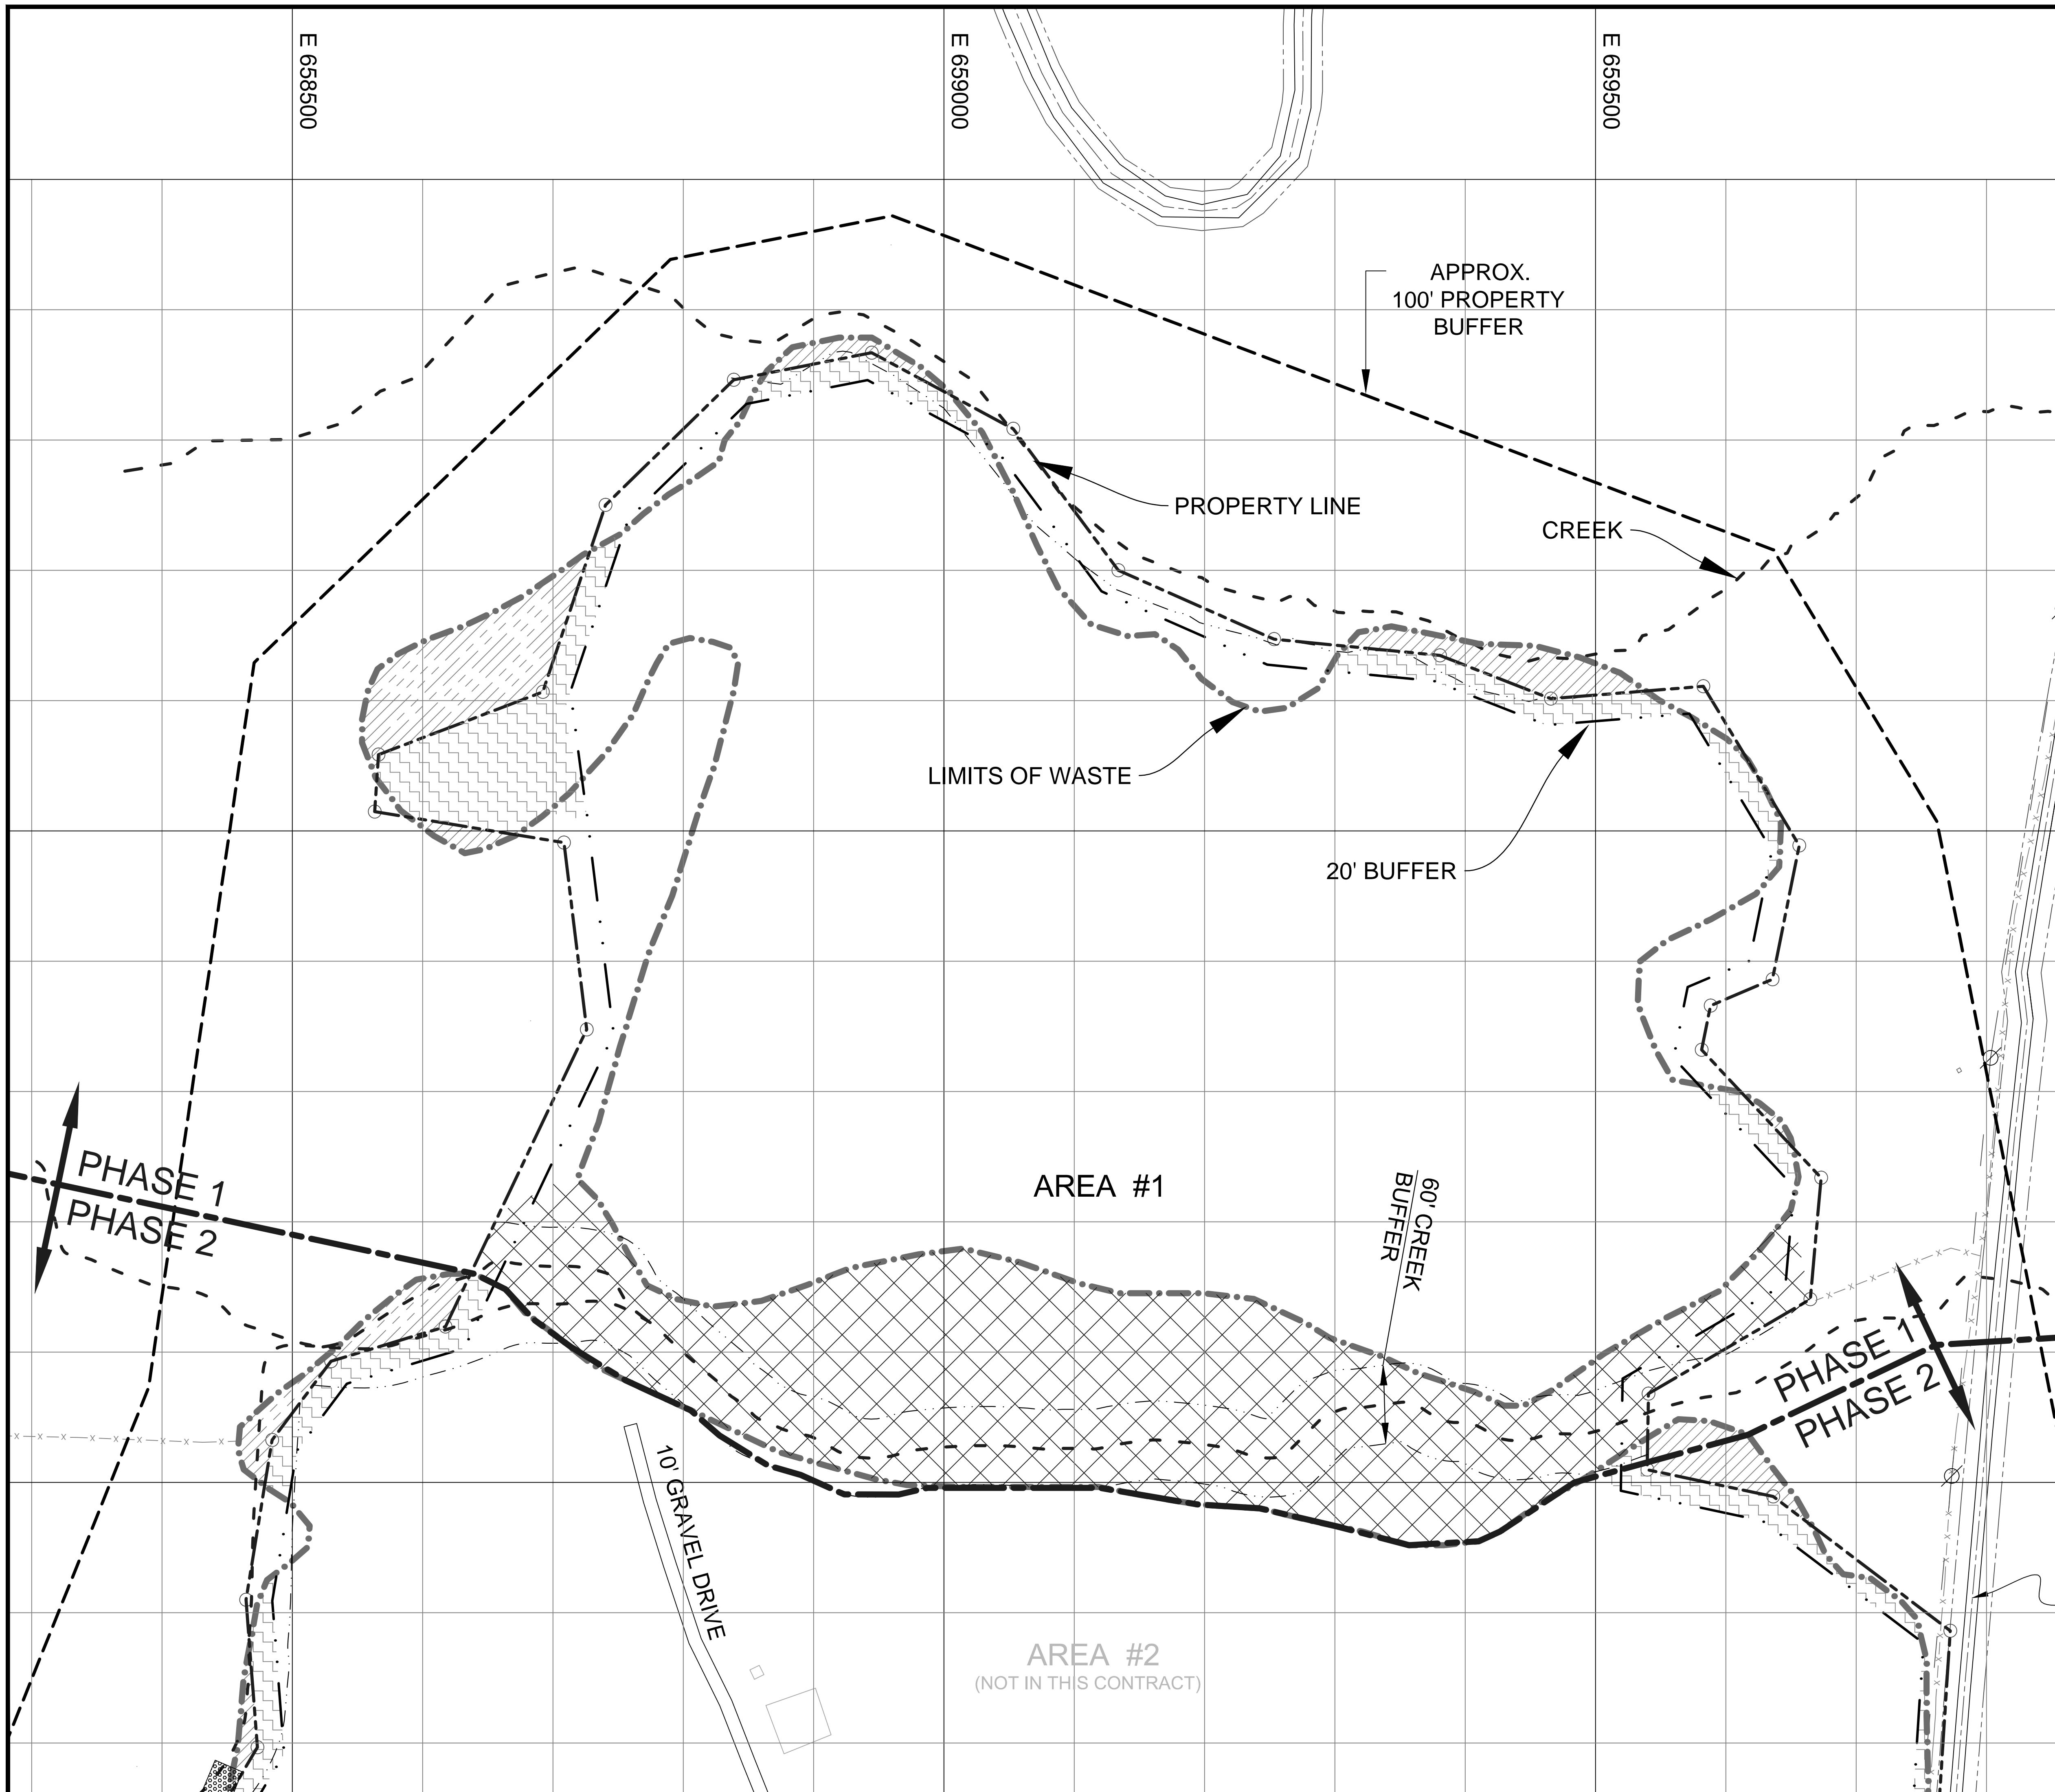 E 658500
E 659000
E 659500
APPROX.
100' PROPERTY
BUFFER
PROPERTY LINE
CREEK
LIMITS OF WASTE
20' BUFFER
PHASE 1
PHASE 2
AREA #1
60' CREEK
BUFFER
PHASE 1
PHASE 2
10' GRAVEL DRIVE
AREA #2
(NOT IN THIS CONTRACT)